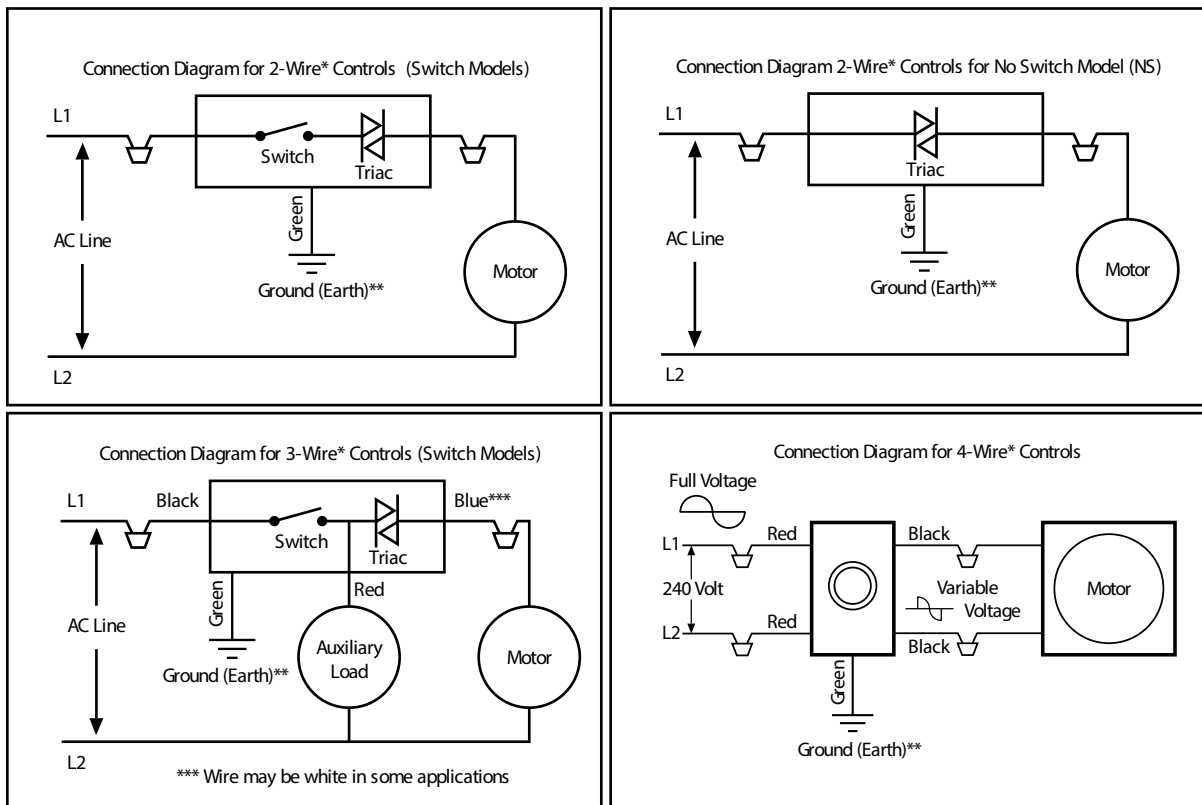 Connection Diagram for 2-Wire* Controls (Switch Models)
L1
Switch
Triac
Green
AC Line
Motor
Ground (Earth)**
L2
Connection Diagram 2-Wire* Controls for No Switch Model (NS)
L1
Triac
Green
AC Line
Motor
Ground (Earth)**
L2
Connection Diagram for 3-Wire* Controls (Switch Models)
L1
Black
Blue***
Switch
Triac
Green
Red
AC Line
Auxiliary
Load
Motor
Ground (Earth)**
L2
*** Wire may be white in some applications
Connection Diagram for 4-Wire* Controls
Full Voltage
Red
Black
L1
240 Volt
Variable
Voltage
Motor
L2
Red
Black
Green
Ground (Earth)**